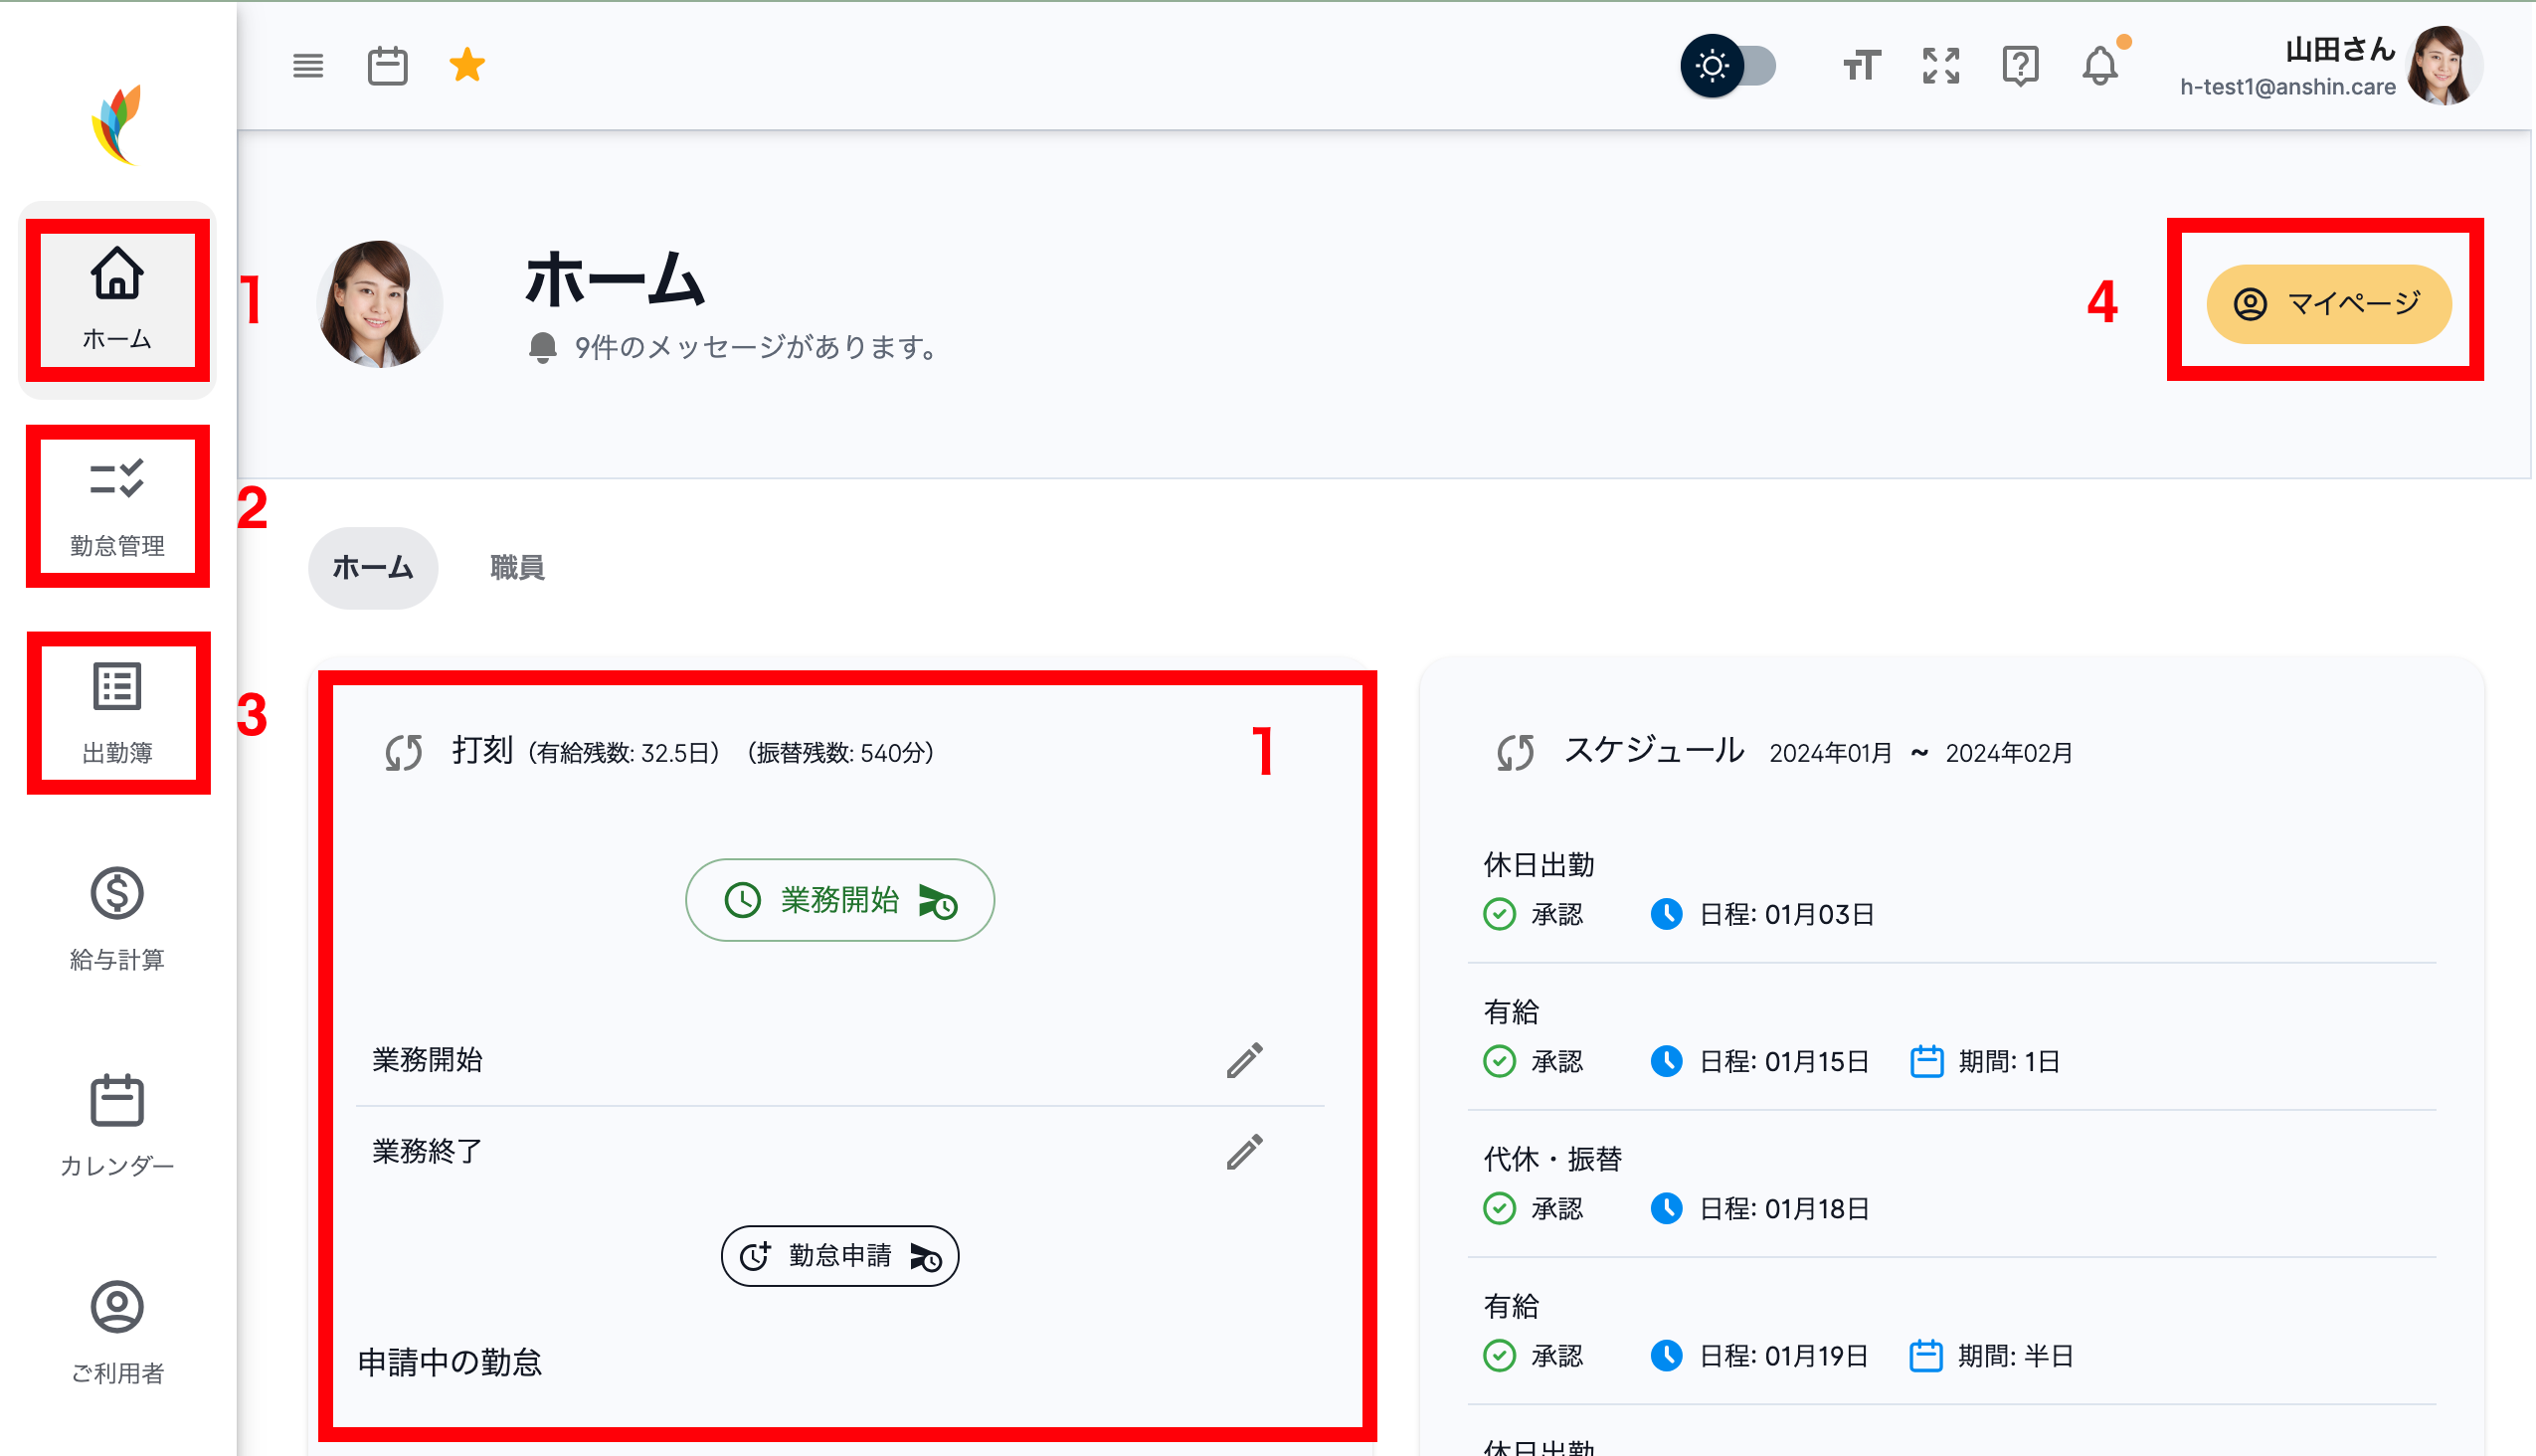 山田さん
h-test1@anshin.care
ホーム
1
勤怠管理
2
出勤簿
3
給与計算
カレンダー
ご利用者
ホーム
9件のメッセージがあります。
4
マイページ
ホーム 職員
打刻 (有給残数: 32.5日) (振替残数: 540分)
1
業務開始
業務開始
業務終了
勤怠申請
申請中の勤怠
スケジュール 2024年01月 ~ 2024年02月
休日出勤
承認 日程: 01月03日
有給
承認 日程: 01月15日 期間: 1日
代休・振替
承認 日程: 01月18日
有給
承認 日程: 01月19日 期間: 半日
休日出勤